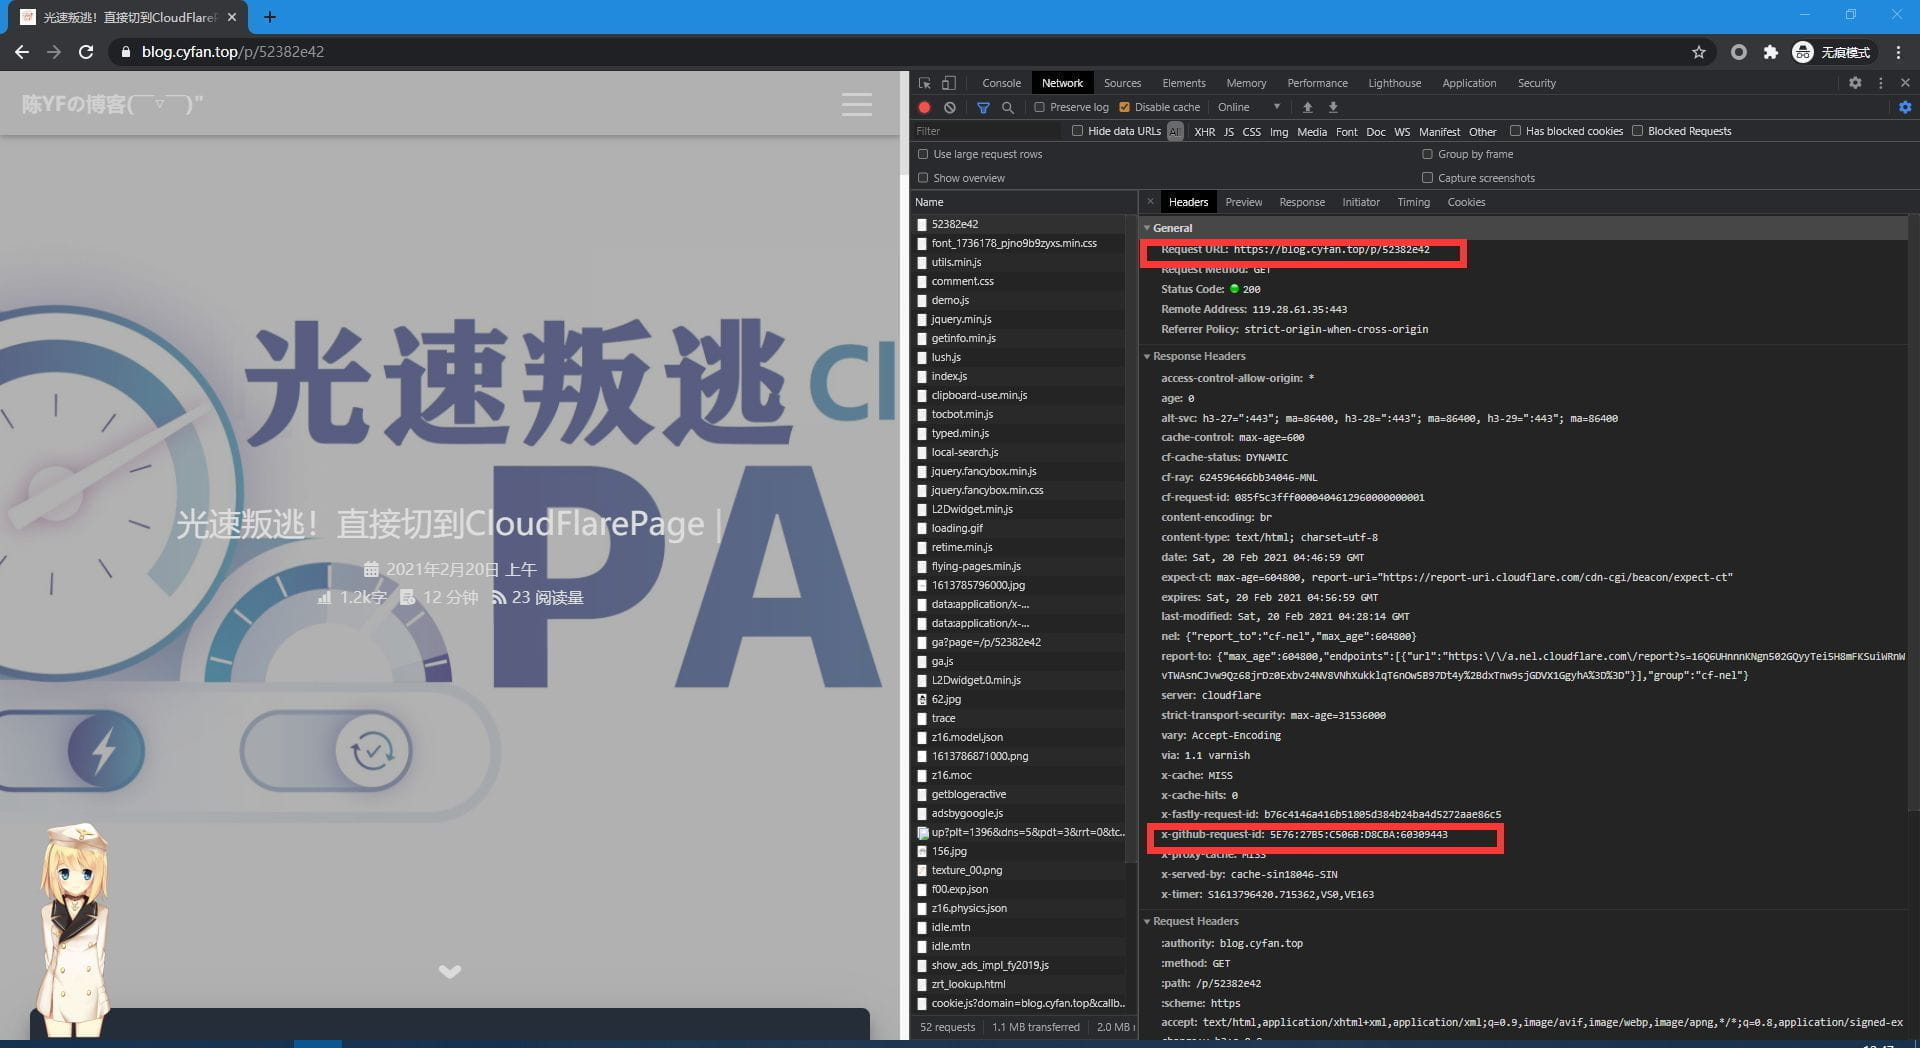 光速叛逃！直接切到CloudFlareP
blog.cyfan.top/p/52382e42
无痕模式
陈YFの博客(￣▽￣)"
光速叛逃Cl
PA
光速叛逃！直接切到CloudFlarePage |
2021年2月20日 上午
1.2k字 12 分钟 23 阅读量
Console Network Sources Elements Memory Performance Lighthouse Application Security
Preserve log Disable cache Online
Filter Hide data URLs All XHR JS CSS Img Media Font Doc WS Manifest Other Has blocked cookies Blocked Requests
Use large request rows Group by frame
Show overview Capture screenshots
Name
52382e42
font_1736178_pjno9b9zyxs.min.css
utils.min.js
comment.css
demo.js
jquery.min.js
getinfo.min.js
lush.js
index.js
clipboard-use.min.js
tocbot.min.js
typed.min.js
local-search.js
jquery.fancybox.min.js
jquery.fancybox.min.css
L2Dwidget.min.js
loading.gif
retime.min.js
flying-pages.min.js
1613785796000.jpg
data:application/x-...
data:application/x-...
ga?page=/p/52382e42
ga.js
L2Dwidget.0.min.js
62.jpg
trace
z16.model.json
1613786871000.png
z16.moc
getblogeractive
adsbygoogle.js
up?plt=1396&dns=5&pdt=3&rrt=0&tc..
156.jpg
texture_00.png
f00.exp.json
z16.physics.json
idle.mtn
idle.mtn
show_ads_impl_fy2019.js
zrt_lookup.html
cookie.js?domain=blog.cyfan.top&callb..
52 requests 1.1 MB transferred 2.0 MB
Headers Preview Response Initiator Timing Cookies
General
Request URL: https://blog.cyfan.top/p/52382e42
Request Method: GET
Status Code: 200
Remote Address: 119.28.61.35:443
Referrer Policy: strict-origin-when-cross-origin
Response Headers
access-control-allow-origin: *
age: 0
alt-svc: h3-27=":443"; ma=86400, h3-28=":443"; ma=86400, h3-29=":443"; ma=86400
cache-control: max-age=600
cf-cache-status: DYNAMIC
cf-ray: 624596466bb34046-MNL
cf-request-id: 085f5c3fff0000404612960000000001
content-encoding: br
content-type: text/html; charset=utf-8
date: Sat, 20 Feb 2021 04:46:59 GMT
expect-ct: max-age=604800, report-uri="https://report-uri.cloudflare.com/cdn-cgi/beacon/expect-ct"
expires: Sat, 20 Feb 2021 04:56:59 GMT
last-modified: Sat, 20 Feb 2021 04:28:14 GMT
nel: {"report_to":"cf-nel","max_age":604800}
report-to: {"max_age":604800,"endpoints":[{"url":"https:\/\/a.nel.cloudflare.com\/report?s=16Q6UHnnnKNgn502GQyyTei5H8mFKSuiWRnW
vTWAsnCJvw9Qz68jrDz0Exbv24NV8VNhXukklqT6nOw5B97Dt4y%2BdxTnw9sjGDVX1GgyhA%3D%3D"}],"group":"cf-nel"}
server: cloudflare
strict-transport-security: max-age=31536000
vary: Accept-Encoding
via: 1.1 varnish
x-cache: MISS
x-cache-hits: 0
x-fastly-request-id: b76c4146a416b51805d384b24ba4d5272aae86c5
x-github-request-id: 5E76:27B5:C506B:D8CBA:60309443
x-proxy-cache: MISS
x-served-by: cache-sin18046-SIN
x-timer: S1613796420.715362,VS0,VE163
Request Headers
:authority: blog.cyfan.top
:method: GET
:path: /p/52382e42
:scheme: https
accept: text/html,application/xhtml+xml,application/xml;q=0.9,image/avif,image/webp,image/apng,*/*;q=0.8,application/signed-ex